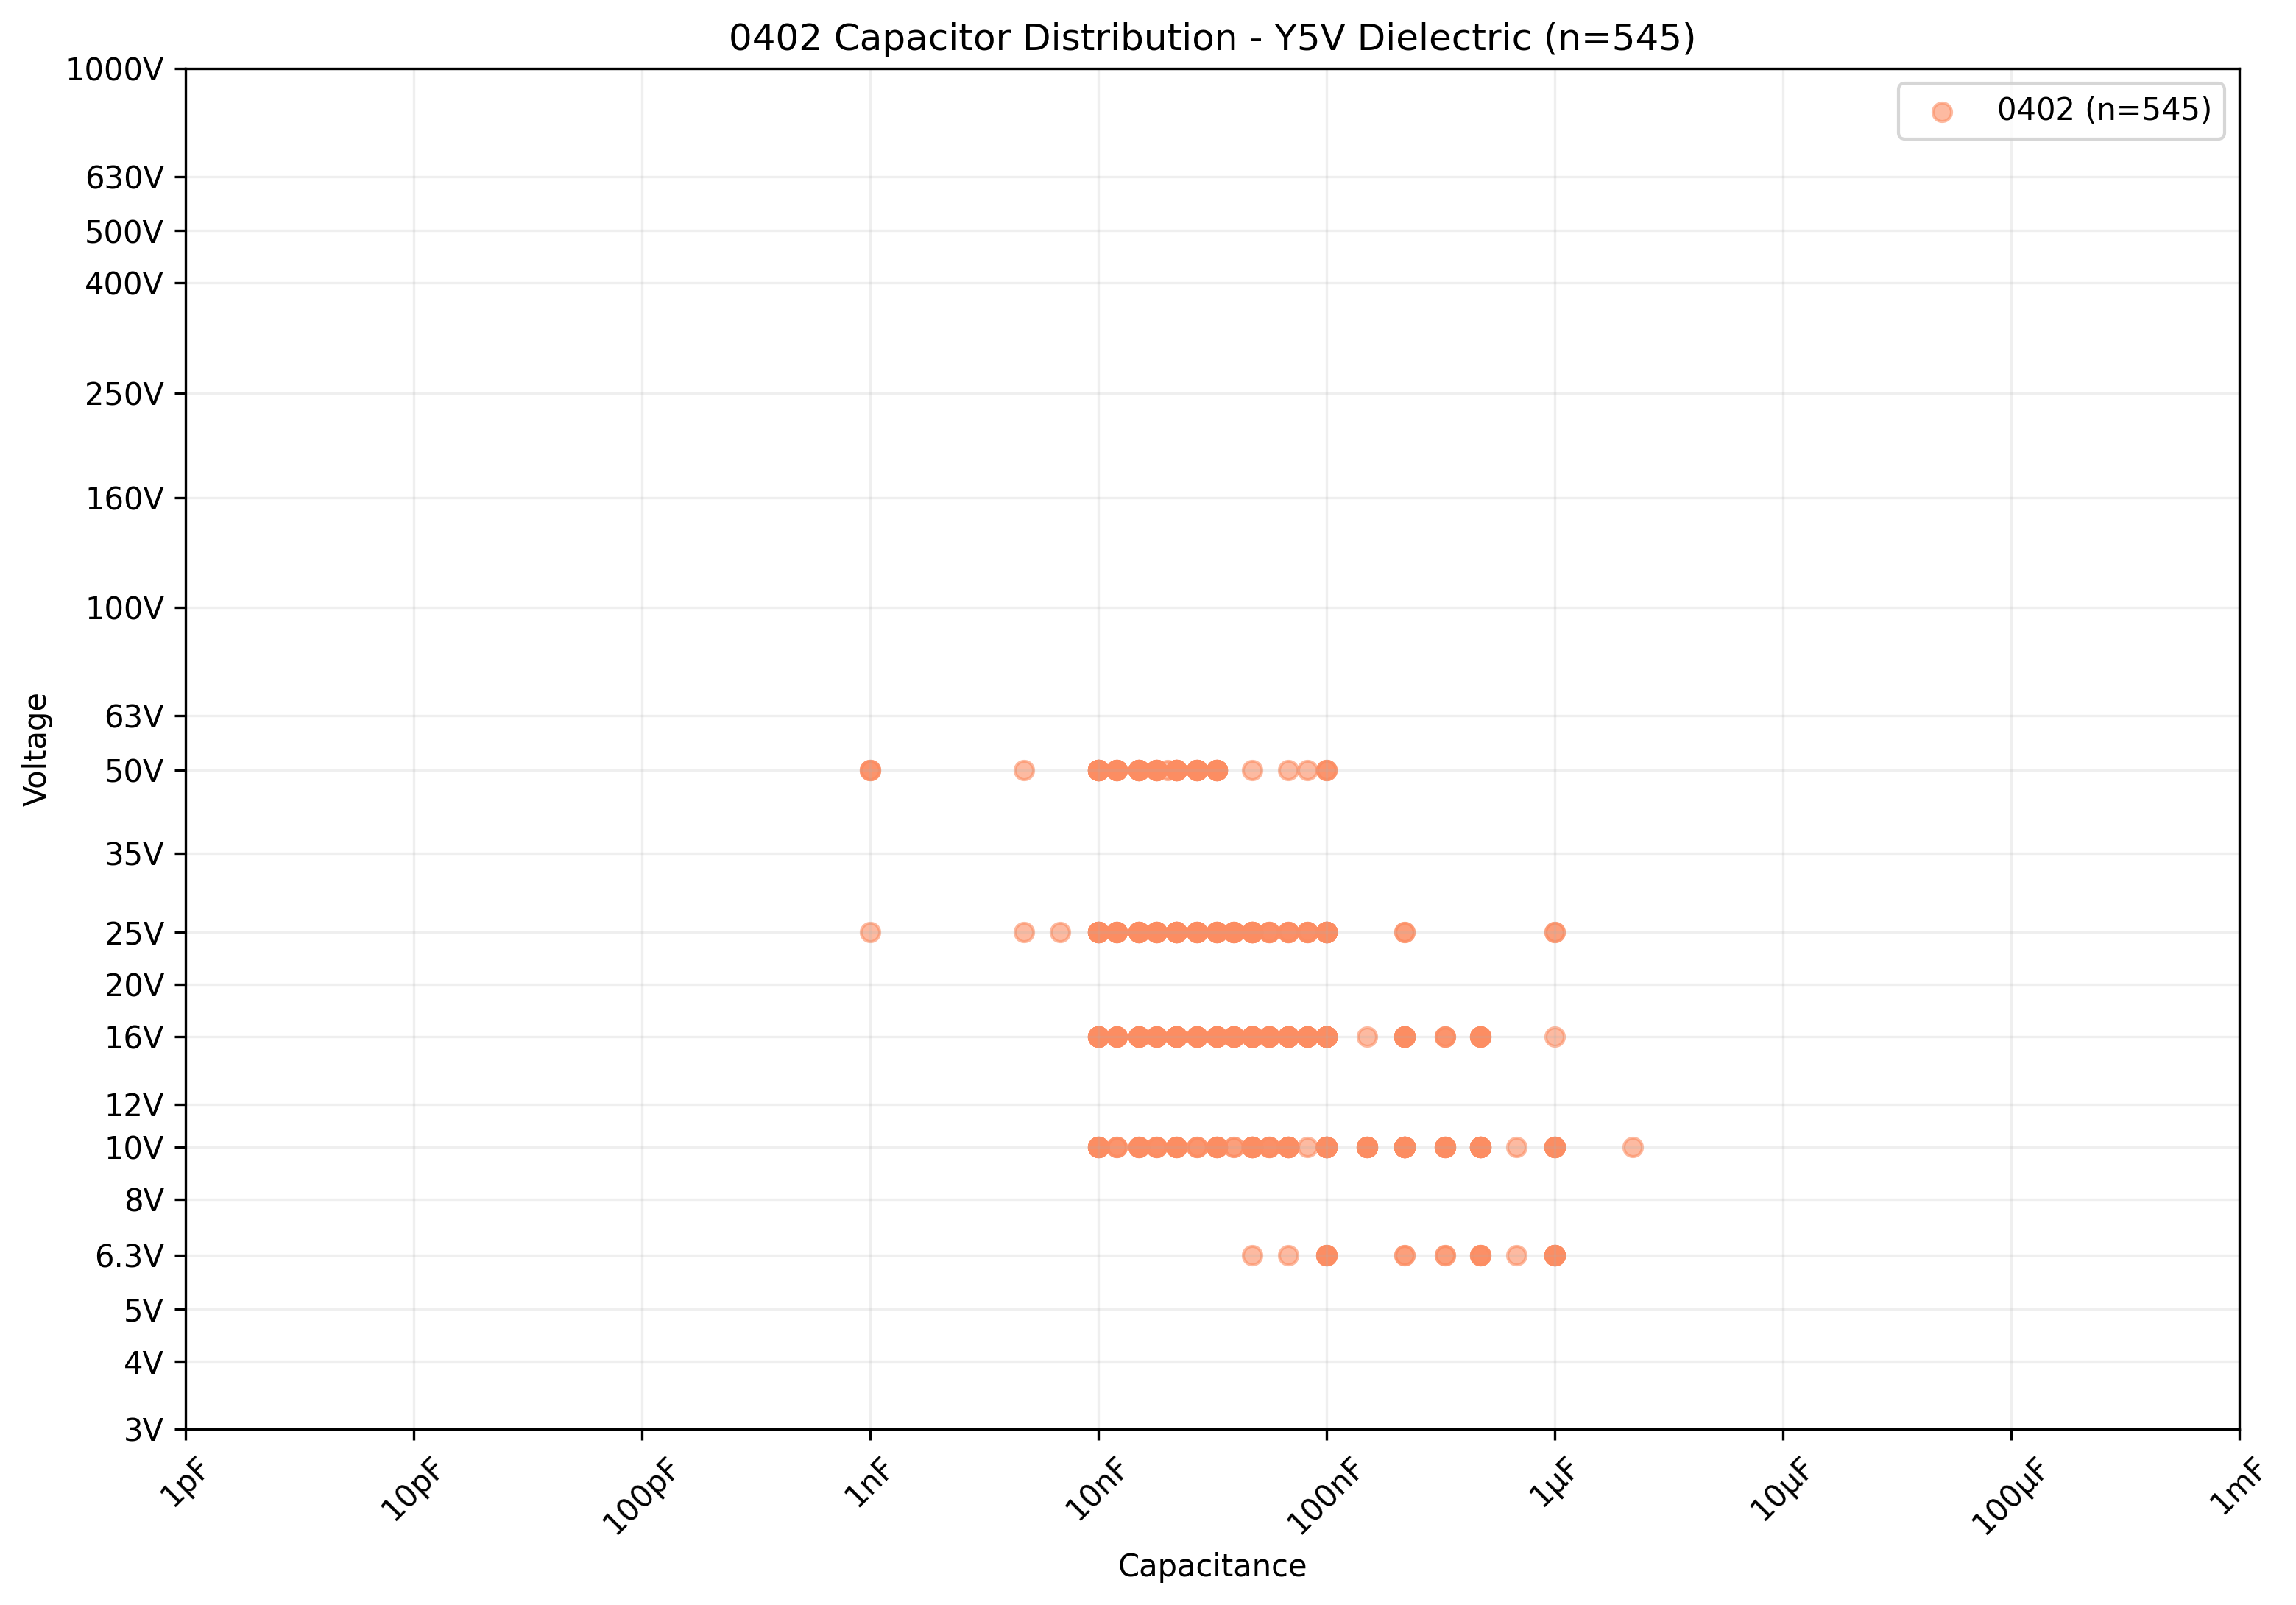 0402 Capacitor Distribution - Y5V Dielectric (n=545)
0402 (n=545)
Voltage
1000V
630V
500V
400V
250V
160V
100V
63V
50V
35V
25V
20V
16V
12V
10V
8V
6.3V
5V
4V
3V
1pF
10pF
100pF
1nF
10nF
100nF
1μF
10μF
100μF
1mF
Capacitance